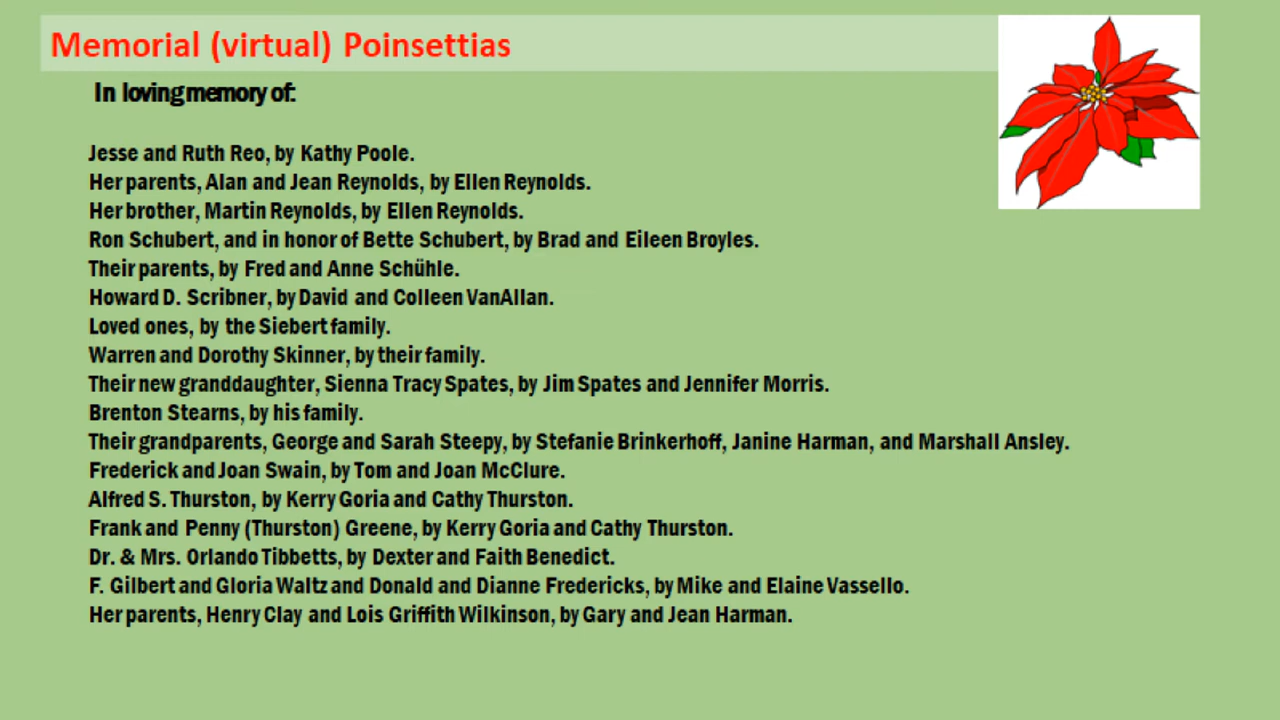 Memorial (virtual) Poinsettias
In loving memory of:
Jesse and Ruth Reo, by Kathy Poole.
Her parents, Alan and Jean Reynolds, by Ellen Reynolds.
Her brother, Martin Reynolds, by Ellen Reynolds.
Ron Schubert, and in honor of Bette Schubert, by Brad and Eileen Broyles.
Their parents, by Fred and Anne Schühle.
Howard D. Scribner, by David and Colleen VanAllan.
Loved ones, by the Siebert family.
Warren and Dorothy Skinner, by their family.
Their new granddaughter, Sienna Tracy Spates, by Jim Spates and Jennifer Morris.
Brenton Stearns, by his family.
Their grandparents, George and Sarah Steepy, by Stefanie Brinkerhoff, Janine Harman, and Marshall Ansley.
Frederick and Joan Swain, by Tom and Joan McClure.
Alfred S. Thurston, by Kerry Goria and Cathy Thurston.
Frank and Penny (Thurston) Greene, by Kerry Goria and Cathy Thurston.
Dr. & Mrs. Orlando Tibbetts, by Dexter and Faith Benedict.
F. Gilbert and Gloria Waltz and Donald and Dianne Fredericks, by Mike and Elaine Vassello.
Her parents, Henry Clay and Lois Griffith Wilkinson, by Gary and Jean Harman.